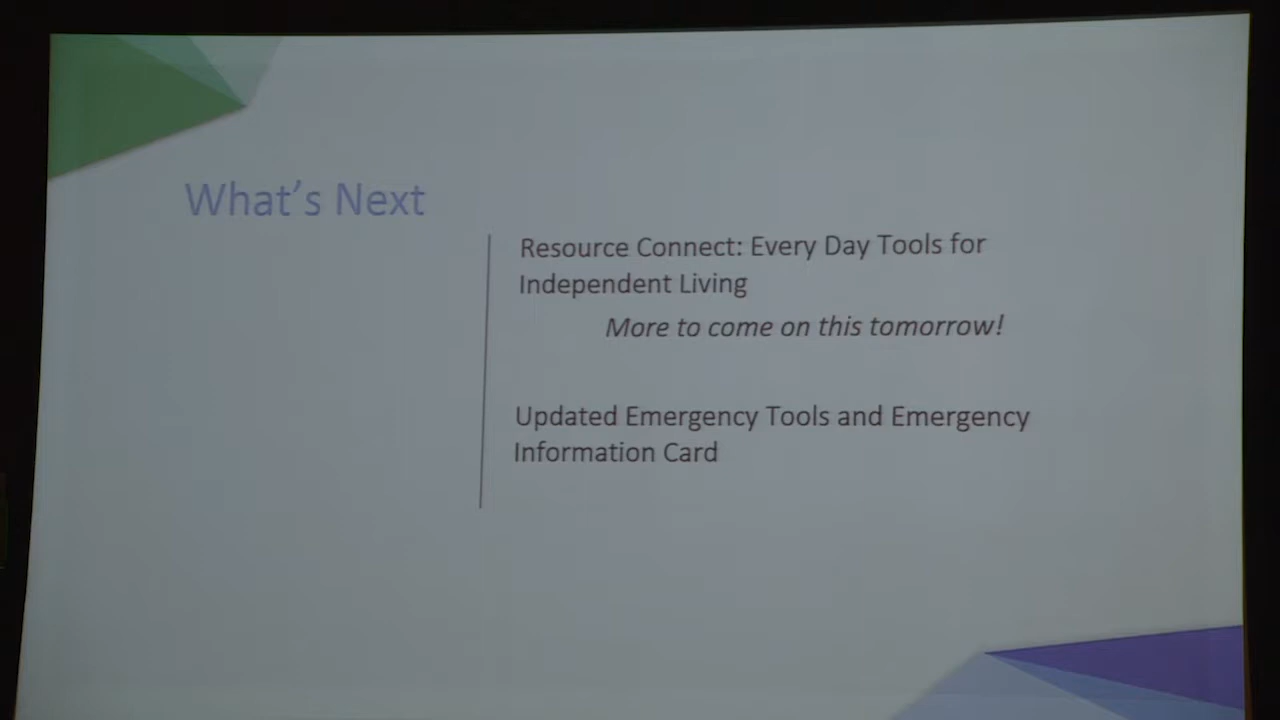 What's Next
Resource Connect: Every Day Tools for
Independent Living
More to come on this tomorrow!
Updated Emergency Tools and Emergency
Information Card